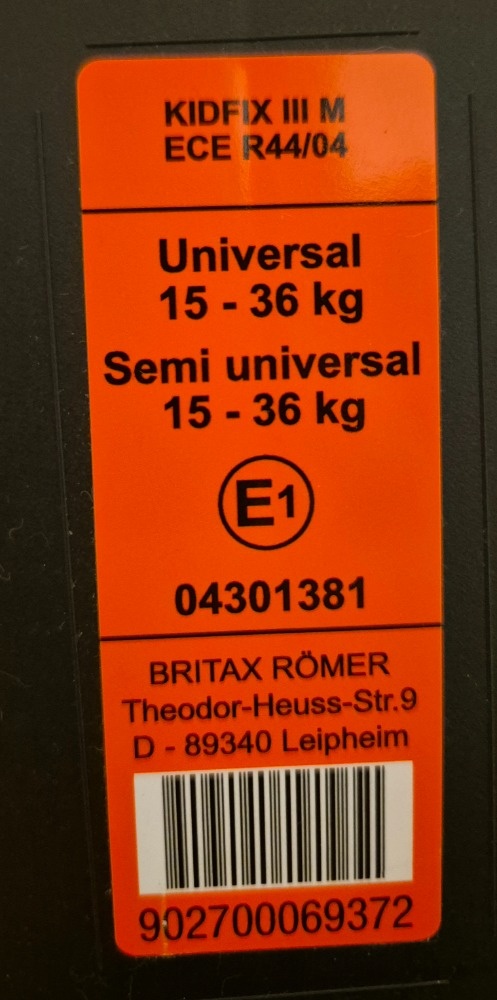 KIDFIX III M
ECE R44/04
Universal
15 - 36 kg
Semi universal
15 - 36 kg
E1
04301381
BRITAX RÖMER
Theodor-Heuss-Str.9
D - 89340 Leipheim
902700069372